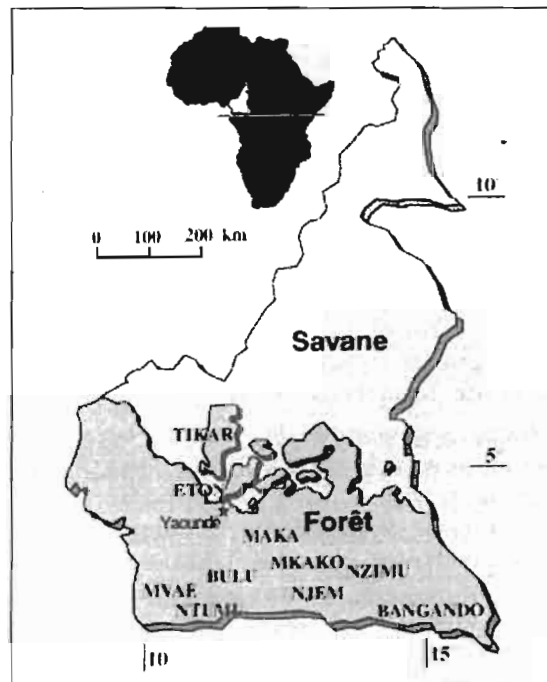 10
0 100 200 km
Savane
TIKAR
5
ETO
Forêt
Yaounde
MAKA
MKAKO
NZIMU
BULU
MVAE
NJEM
NTUMU
BANGANDO
10
15